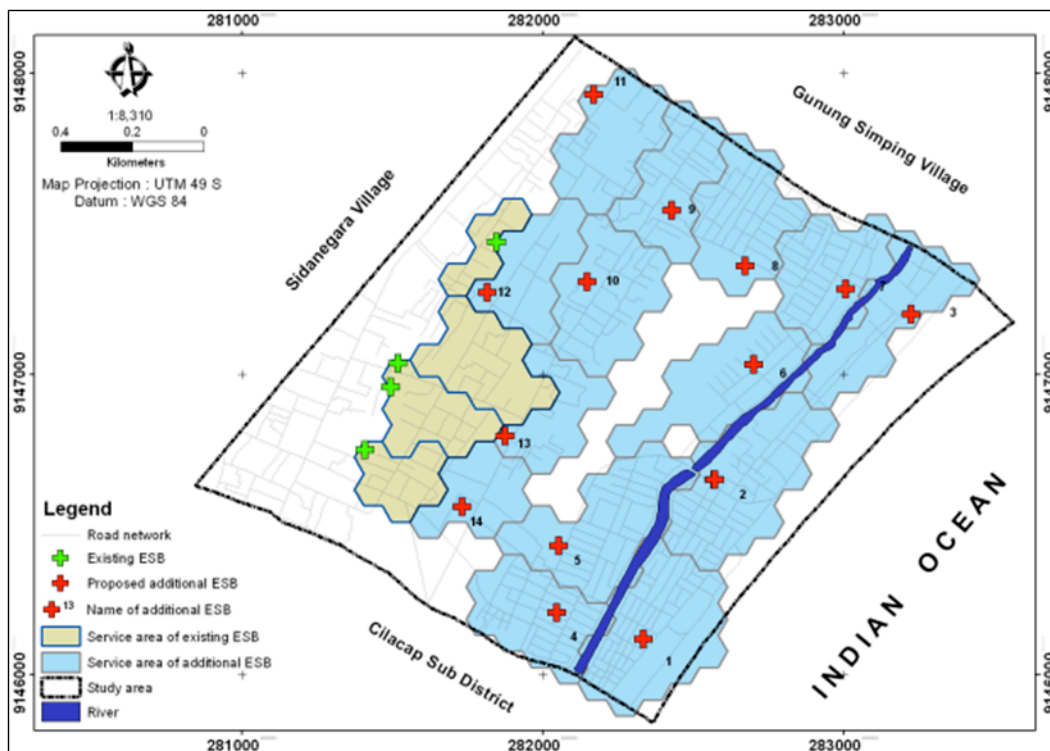 281000
282000
283000
9148000
9148000
1:8,310
0.4
0.2
0
Kilometers
Map Projection : UTM 49 S
Datum : WGS 84
Gunung Simping Village
Sidanegara Village
11
9
8
10
12
7
3
6
9147000
9147000
13
2
14
5
4
1
INDIAN OCEAN
Cilacap Sub District
Legend
Road network
Existing ESB
Proposed additional ESB
13
Name of additional ESB
Service area of existing ESB
Service area of additional ESB
Study area
River
9146000
9146000
281000
282000
283000